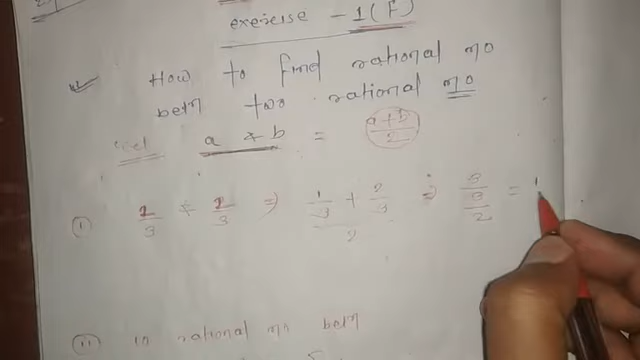 exercise - 1(F)
How to find rational no
betn two rational no
a & b = a+b/2
(i) 1/3 & 2/3 ⇒ 1/3 + 2/3 / 2 ⇒ 3/3/2 = 1
(ii) 10 rational no betn